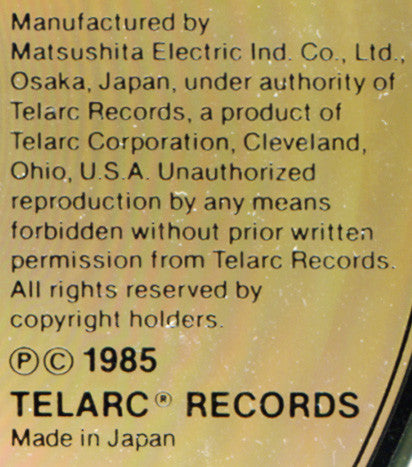 Manufactured by
Matsushita Electric Ind. Co., Ltd.,
Osaka, Japan, under authority of
Telarc Records, a product of
Telarc Corporation, Cleveland,
Ohio, U.S.A. Unauthorized
reproduction by any means
forbidden without prior written
permission from Telarc Records.
All rights reserved by
copyright holders.
Ⓟ© 1985
TELARC® RECORDS
Made in Japan